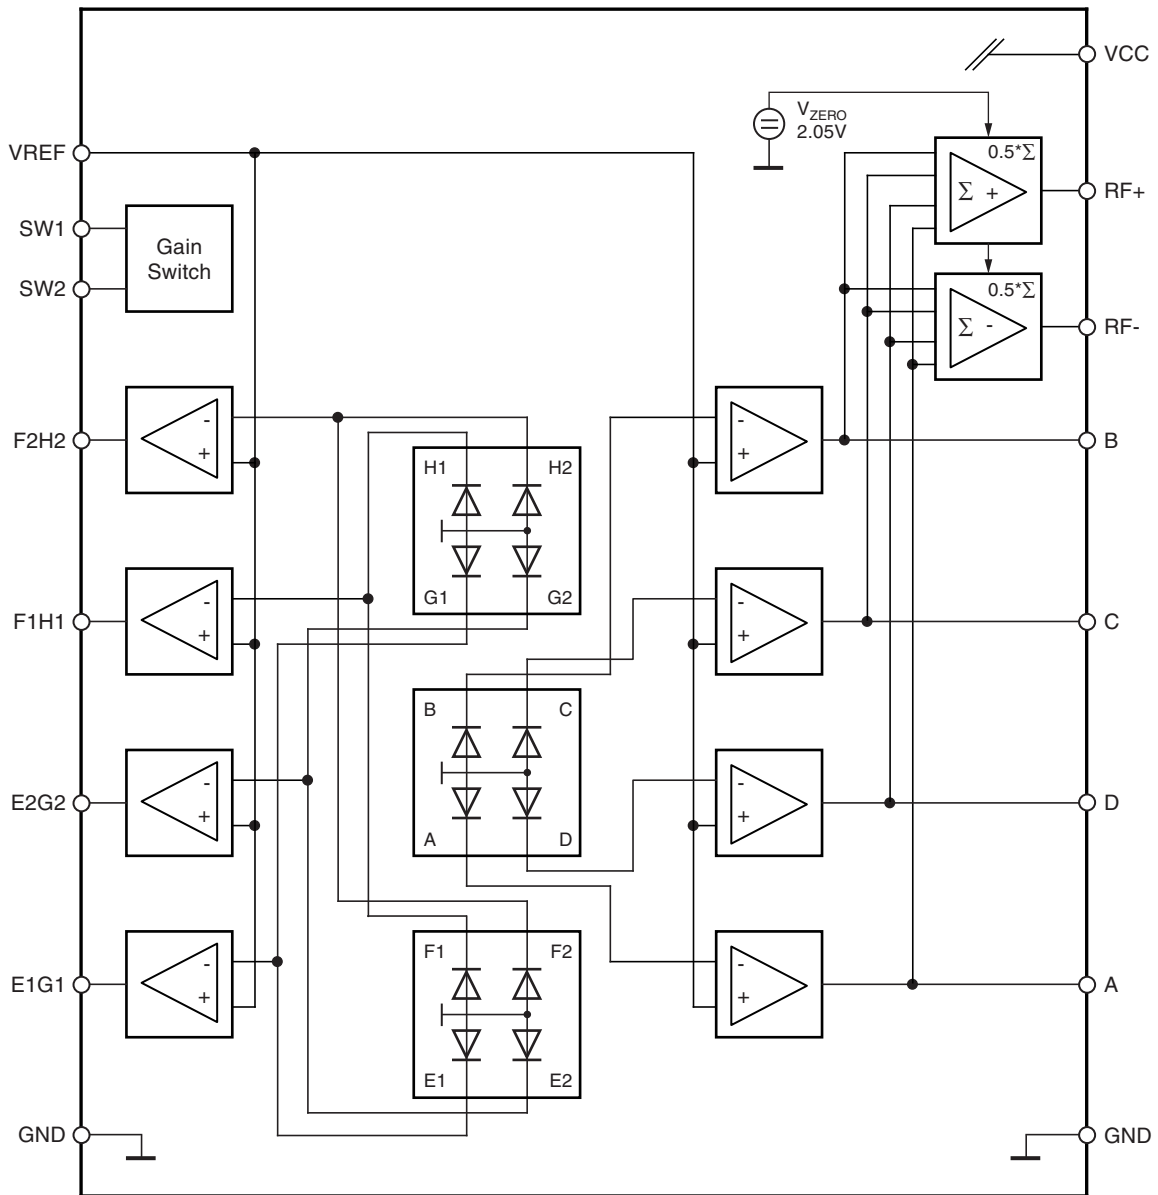 VCC
V_ZERO
2.05V
VREF
0.5*Σ
Σ +
RF+
SW1
Gain
Switch
SW2
0.5*Σ
Σ -
RF-
F2H2
-
+
H1
H2
G1
G2
-
+
B
F1H1
-
+
-
+
C
B
C
A
D
E2G2
-
+
-
+
D
F1
F2
E1
E2
E1G1
-
+
-
+
A
GND
GND